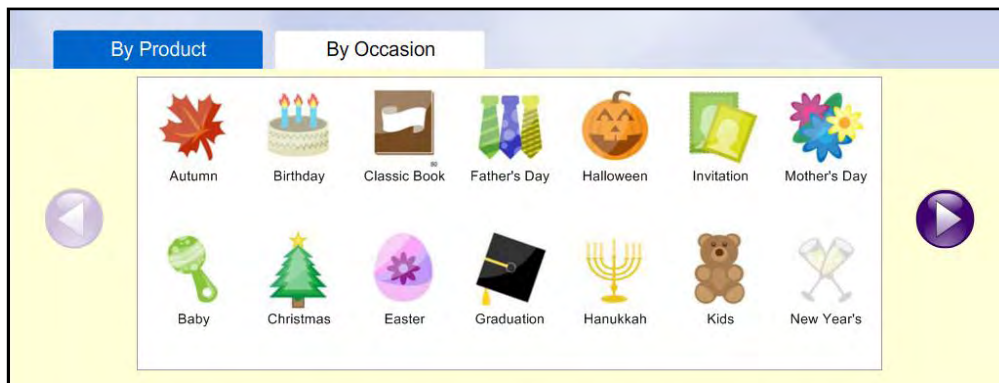 By Product
By Occasion
Autumn
Birthday
Classic Book
Father's Day
Halloween
Invitation
Mother's Day
Baby
Christmas
Easter
Graduation
Hanukkah
Kids
New Year's